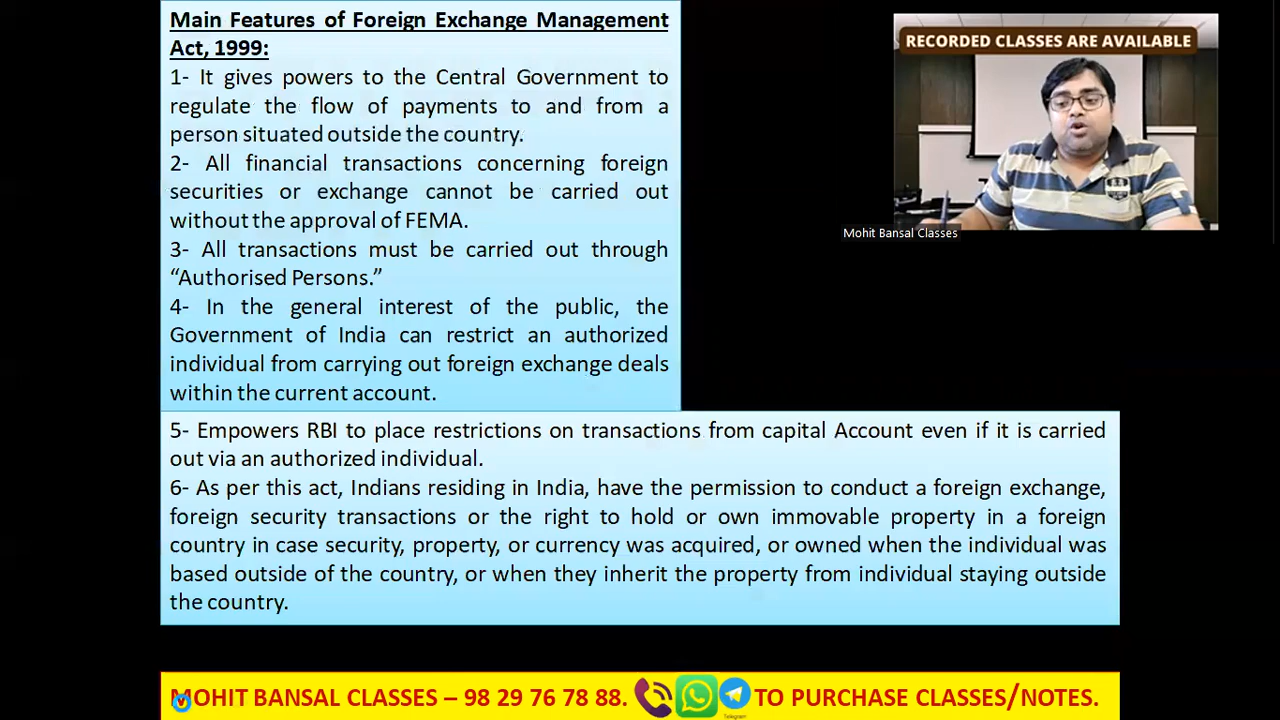 Main Features of Foreign Exchange Management
Act, 1999:
1- It gives powers to the Central Government to
regulate the flow of payments to and from a
person situated outside the country.
2- All financial transactions concerning foreign
securities or exchange cannot be carried out
without the approval of FEMA.
3- All transactions must be carried out through
“Authorised Persons.”
4- In the general interest of the public, the
Government of India can restrict an authorized
individual from carrying out foreign exchange deals
within the current account.
5- Empowers RBI to place restrictions on transactions from capital Account even if it is carried
out via an authorized individual.
6- As per this act, Indians residing in India, have the permission to conduct a foreign exchange,
foreign security transactions or the right to hold or own immovable property in a foreign
country in case security, property, or currency was acquired, or owned when the individual was
based outside of the country, or when they inherit the property from individual staying outside
the country.
RECORDED CLASSES ARE AVAILABLE
Mohit Bansal Classes
MOHIT BANSAL CLASSES – 98 29 76 78 88. TO PURCHASE CLASSES/NOTES.
Telegram